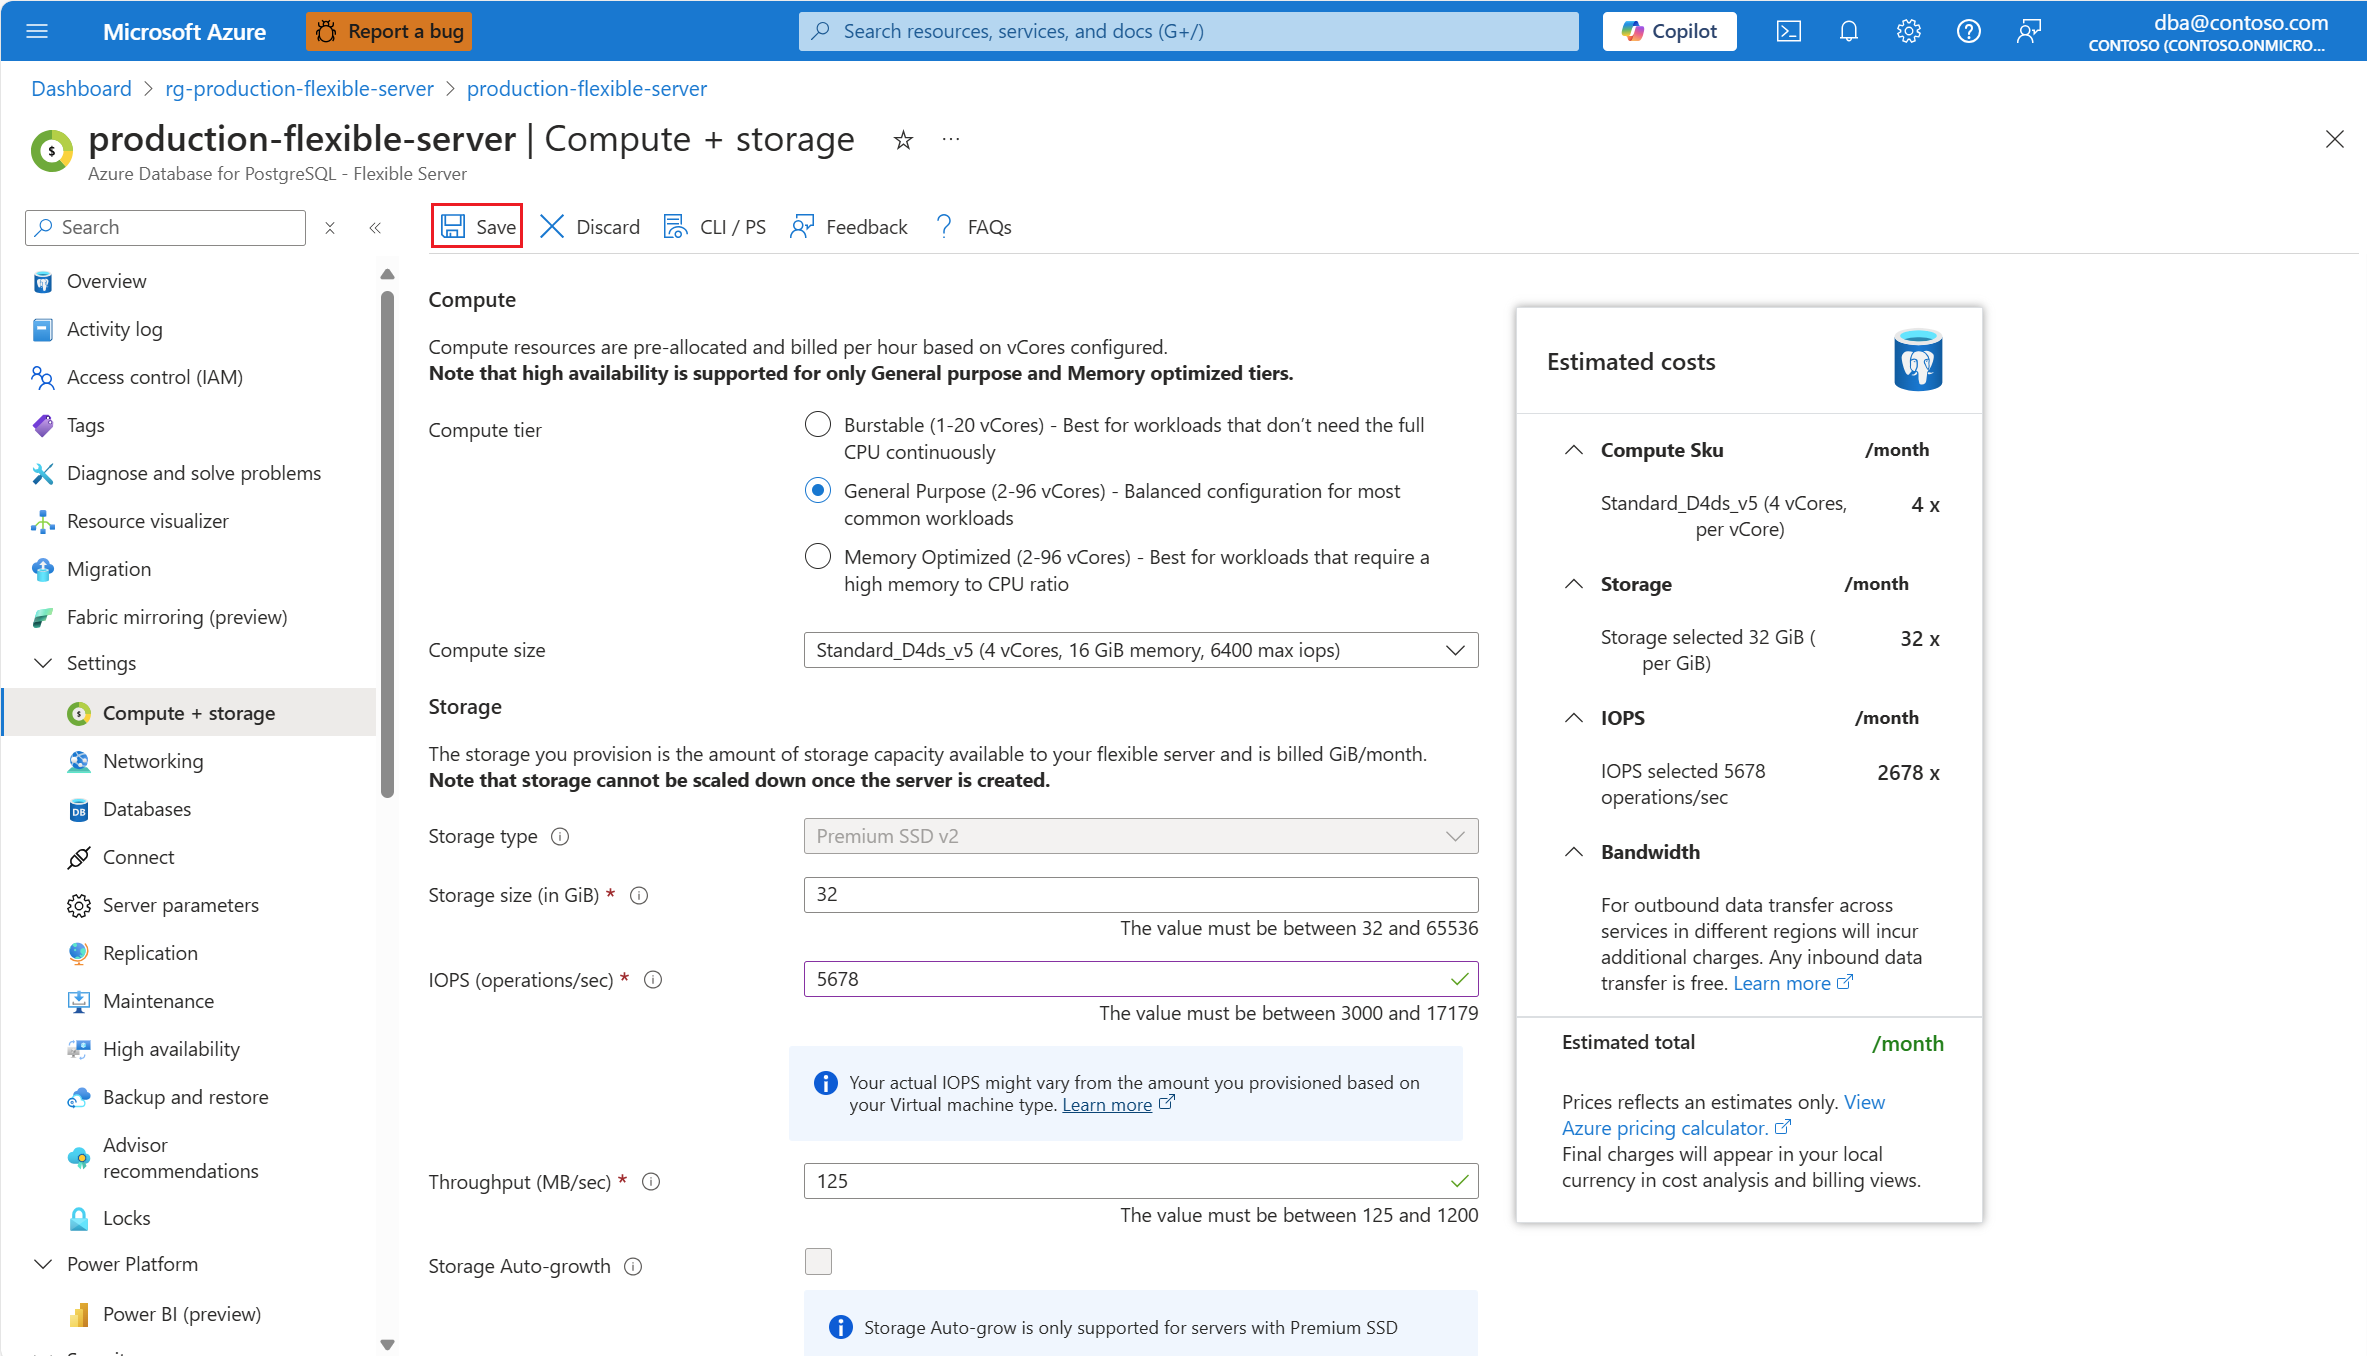 Microsoft Azure
Report a bug
Search resources, services, and docs (G+/)
Copilot
dba@contoso.com
CONTOSO (CONTOSO.ONMICRO...
Dashboard > rg-production-flexible-server > production-flexible-server
production-flexible-server | Compute + storage
Azure Database for PostgreSQL - Flexible Server
Search
Save
Discard
CLI / PS
Feedback
FAQs
Overview
Activity log
Access control (IAM)
Tags
Diagnose and solve problems
Resource visualizer
Migration
Fabric mirroring (preview)
Settings
Compute + storage
Networking
Databases
Connect
Server parameters
Replication
Maintenance
High availability
Backup and restore
Advisor
recommendations
Locks
Power Platform
Power BI (preview)
Compute
Compute resources are pre-allocated and billed per hour based on vCores configured.
Note that high availability is supported for only General purpose and Memory optimized tiers.
Compute tier
Burstable (1-20 vCores) - Best for workloads that don't need the full
CPU continuously
General Purpose (2-96 vCores) - Balanced configuration for most
common workloads
Memory Optimized (2-96 vCores) - Best for workloads that require a
high memory to CPU ratio
Compute size
Standard_D4ds_v5 (4 vCores, 16 GiB memory, 6400 max iops)
Storage
The storage you provision is the amount of storage capacity available to your flexible server and is billed GiB/month.
Note that storage cannot be scaled down once the server is created.
Storage type
Premium SSD v2
Storage size (in GiB) *
32
The value must be between 32 and 65536
IOPS (operations/sec) *
5678
The value must be between 3000 and 17179
Your actual IOPS might vary from the amount you provisioned based on
your Virtual machine type. Learn more
Throughput (MB/sec) *
125
The value must be between 125 and 1200
Storage Auto-growth
Storage Auto-grow is only supported for servers with Premium SSD
Estimated costs
Compute Sku /month
Standard_D4ds_v5 (4 vCores, 4 x
per vCore)
Storage /month
Storage selected 32 GiB ( 32 x
per GiB)
IOPS /month
IOPS selected 5678 2678 x
operations/sec
Bandwidth
For outbound data transfer across
services in different regions will incur
additional charges. Any inbound data
transfer is free. Learn more
Estimated total /month
Prices reflects an estimates only. View
Azure pricing calculator.
Final charges will appear in your local
currency in cost analysis and billing views.